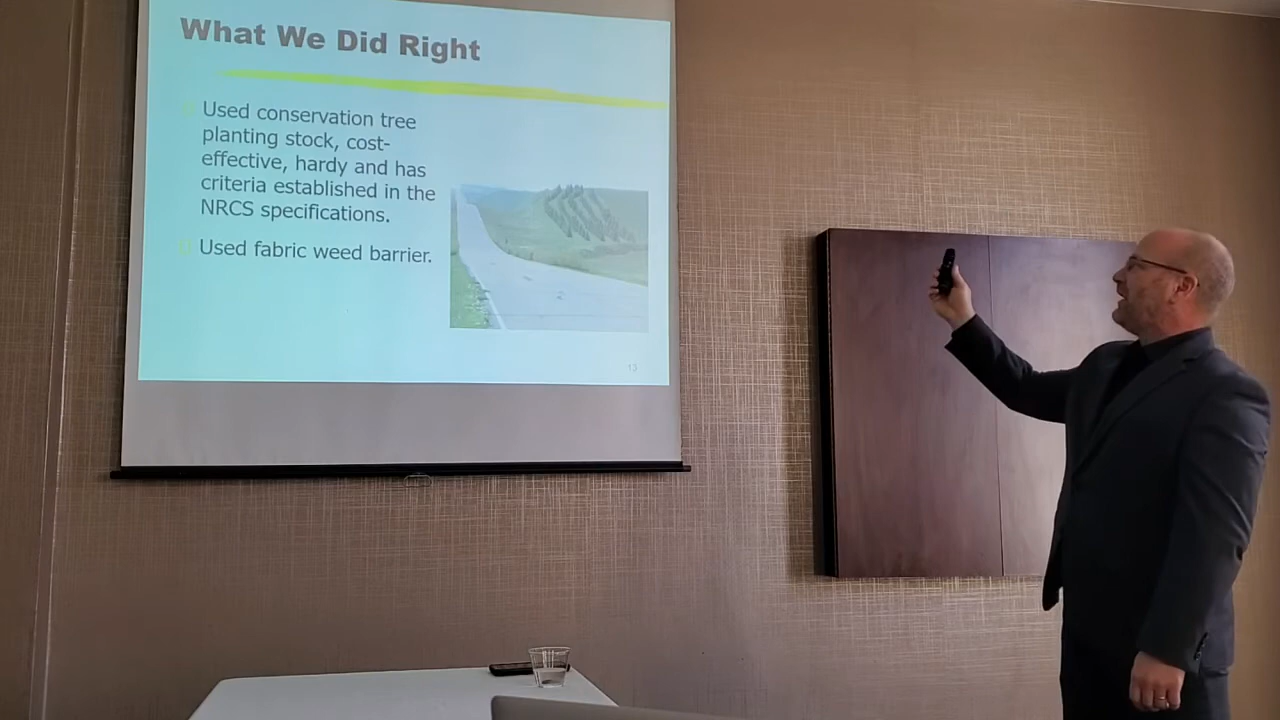 What We Did Right
Used conservation tree
planting stock, cost-
effective, hardy and has
criteria established in the
NRCS specifications.
Used fabric weed barrier.
13